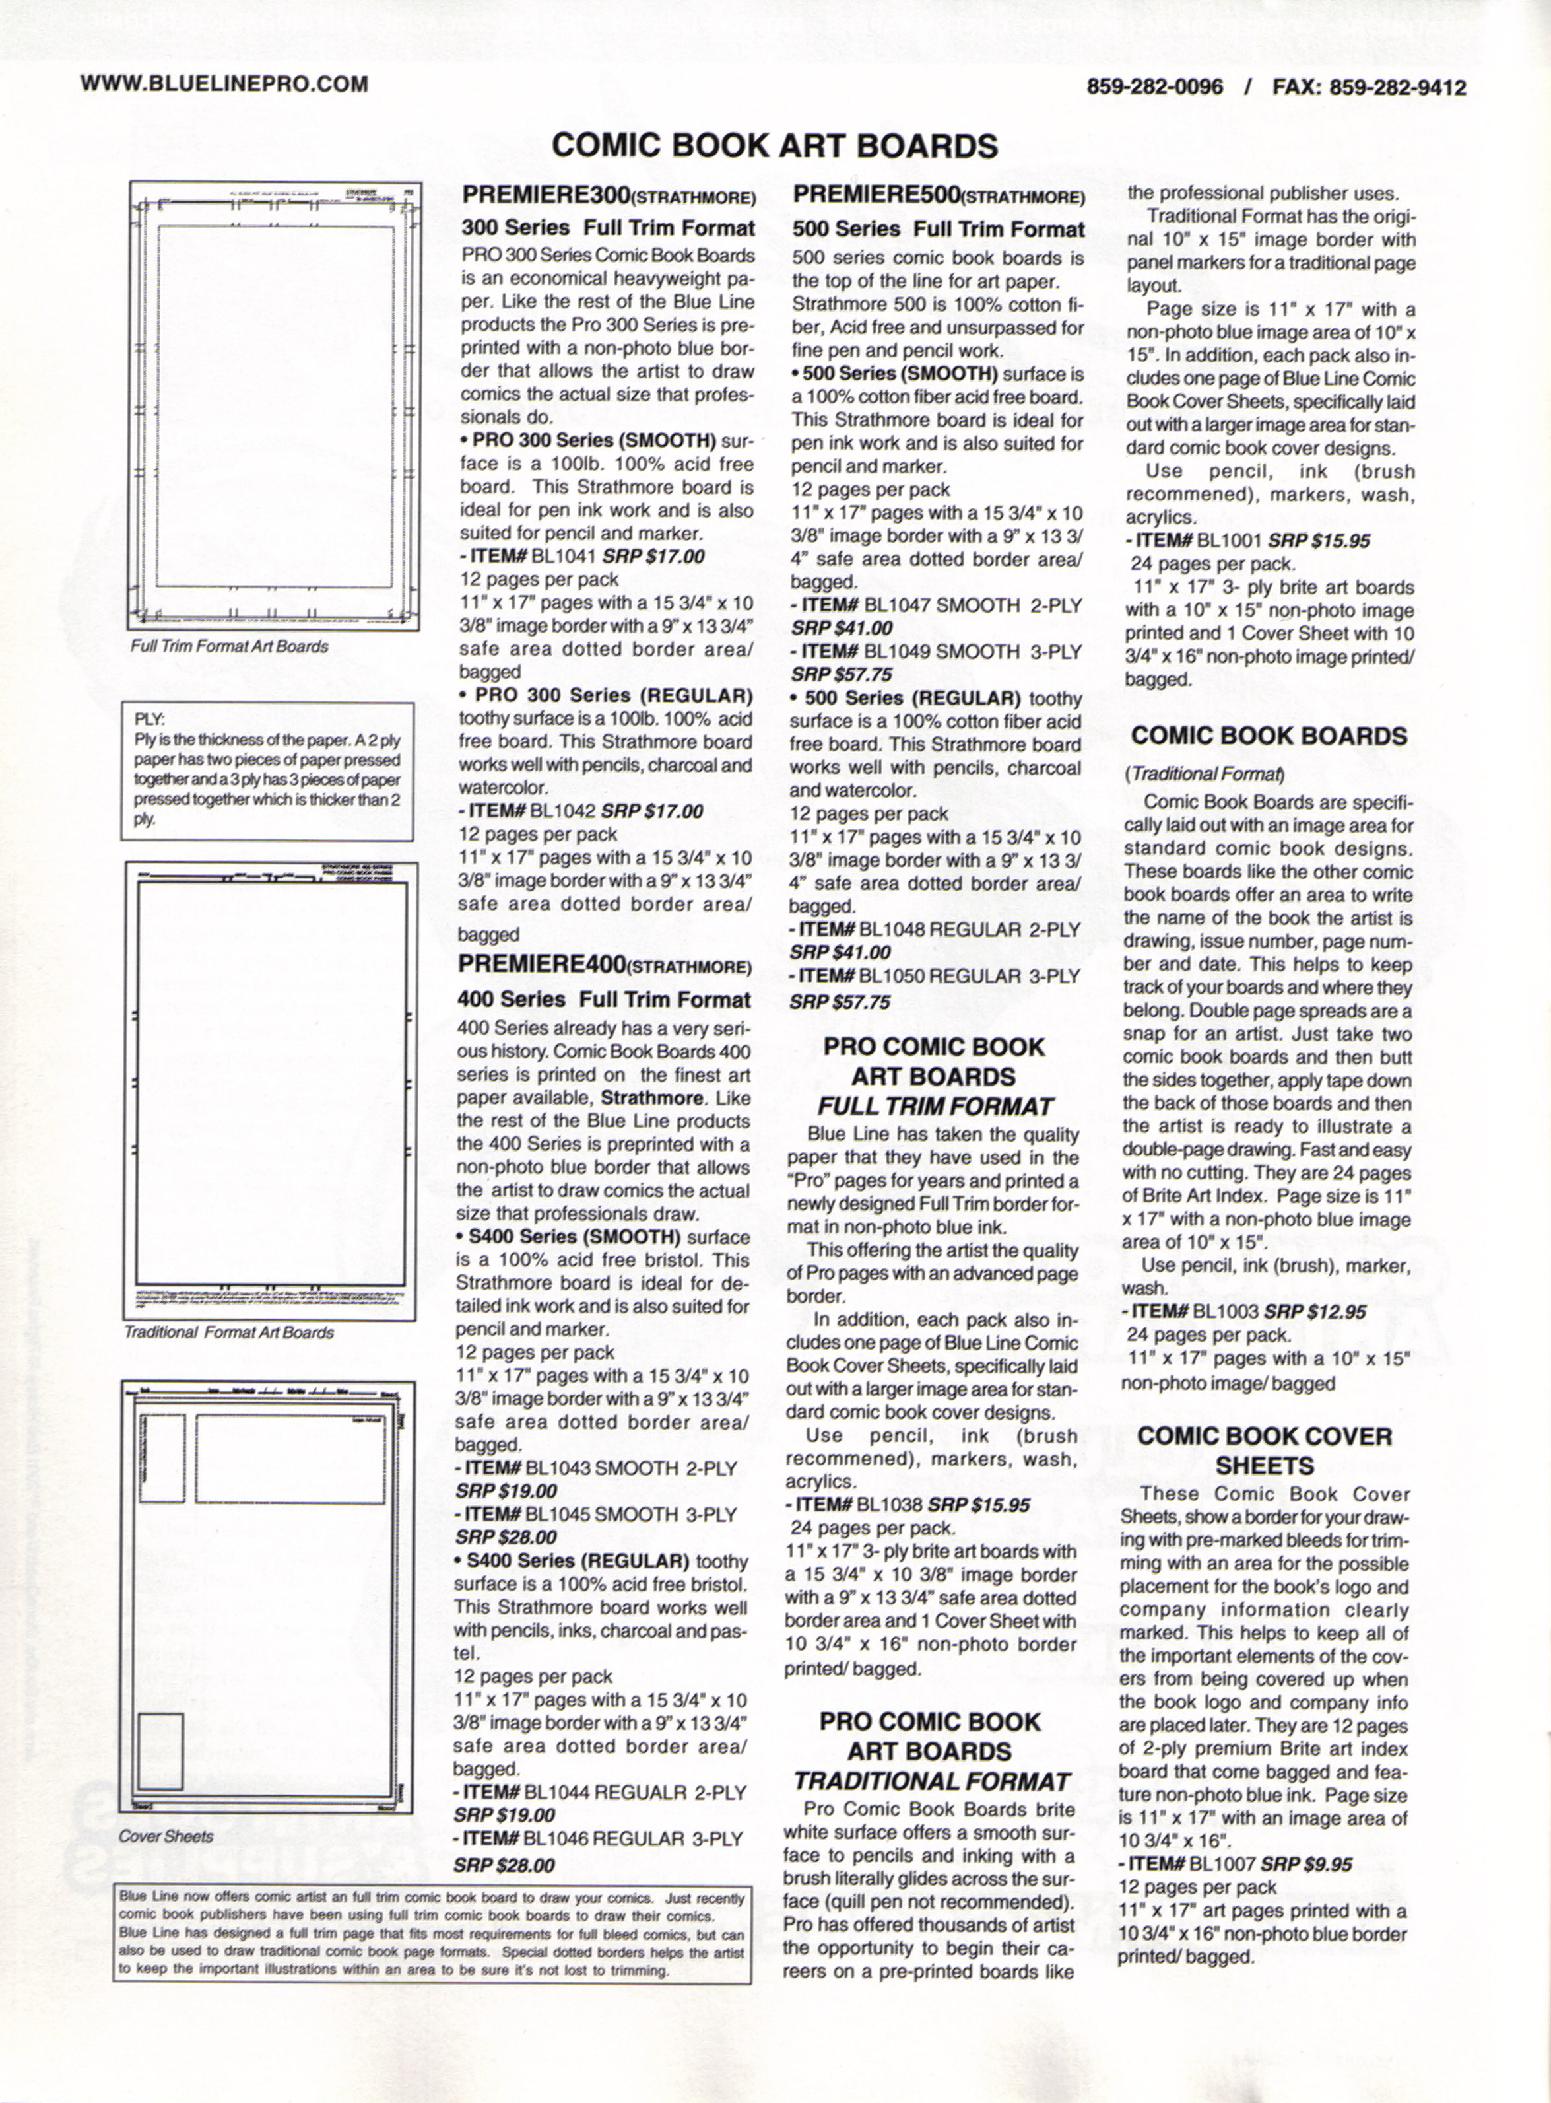 WWW.BLUELINEPRO.COM
859-282-0096 / FAX: 859-282-9412
COMIC BOOK ART BOARDS
Full Trim Format Art Boards
PLY:
Ply is the thickness of the paper. A 2 ply
paper has two pieces of paper pressed
together and a 3 ply has 3 pieces of paper
pressed together which is thicker than 2
ply.
STRATHMORE 400 SERIES
PRO COMIC BOOK PAGES
Traditional Format Art Boards
Cover Sheets
PREMIERE300(STRATHMORE)
300 Series Full Trim Format
PRO 300 Series Comic Book Boards
is an economical heavyweight pa-
per. Like the rest of the Blue Line
products the Pro 300 Series is pre-
printed with a non-photo blue bor-
der that allows the artist to draw
comics the actual size that profes-
sionals do.
• PRO 300 Series (SMOOTH) sur-
face is a 100lb. 100% acid free
board. This Strathmore board is
ideal for pen ink work and is also
suited for pencil and marker.
- ITEM# BL1041 SRP $17.00
12 pages per pack
11" x 17" pages with a 15 3/4" x 10
3/8" image border with a 9" x 13 3/4"
safe area dotted border area/
bagged
• PRO 300 Series (REGULAR)
toothy surface is a 100lb. 100% acid
free board. This Strathmore board
works well with pencils, charcoal and
watercolor.
- ITEM# BL1042 SRP $17.00
12 pages per pack
11" x 17" pages with a 15 3/4" x 10
3/8" image border with a 9" x 13 3/4"
safe area dotted border area/
bagged
PREMIERE400(STRATHMORE)
400 Series Full Trim Format
400 Series already has a very seri-
ous history. Comic Book Boards 400
series is printed on the finest art
paper available, Strathmore. Like
the rest of the Blue Line products
the 400 Series is preprinted with a
non-photo blue border that allows
the artist to draw comics the actual
size that professionals draw.
• S400 Series (SMOOTH) surface
is a 100% acid free bristol. This
Strathmore board is ideal for de-
tailed ink work and is also suited for
pencil and marker.
12 pages per pack
11" x 17" pages with a 15 3/4" x 10
3/8" image border with a 9" x 13 3/4"
safe area dotted border area/
bagged.
- ITEM# BL1043 SMOOTH 2-PLY
SRP $19.00
- ITEM# BL1045 SMOOTH 3-PLY
SRP $28.00
• S400 Series (REGULAR) toothy
surface is a 100% acid free bristol.
This Strathmore board works well
with pencils, inks, charcoal and pas-
tel.
12 pages per pack
11" x 17" pages with a 15 3/4" x 10
3/8" image border with a 9" x 13 3/4"
safe area dotted border area/
bagged.
- ITEM# BL1044 REGUALR 2-PLY
SRP $19.00
- ITEM# BL1046 REGULAR 3-PLY
SRP $28.00
Blue Line now offers comic artist an full trim comic book board to draw your comics. Just recently
comic book publishers have been using full trim comic book boards to draw their comics.
Blue Line has designed a full trim page that fits most requirements for full bleed comics, but can
also be used to draw traditional comic book page formats. Special dotted borders helps the artist
to keep the important illustrations within an area to be sure it's not lost to trimming.
PREMIERE500(STRATHMORE)
500 Series Full Trim Format
500 series comic book boards is
the top of the line for art paper.
Strathmore 500 is 100% cotton fi-
ber, Acid free and unsurpassed for
fine pen and pencil work.
• 500 Series (SMOOTH) surface is
a 100% cotton fiber acid free board.
This Strathmore board is ideal for
pen ink work and is also suited for
pencil and marker.
12 pages per pack
11" x 17" pages with a 15 3/4" x 10
3/8" image border with a 9" x 13 3/
4" safe area dotted border area/
bagged.
- ITEM# BL1047 SMOOTH 2-PLY
SRP $41.00
- ITEM# BL1049 SMOOTH 3-PLY
SRP $57.75
• 500 Series (REGULAR) toothy
surface is a 100% cotton fiber acid
free board. This Strathmore board
works well with pencils, charcoal
and watercolor.
12 pages per pack
11" x 17" pages with a 15 3/4" x 10
3/8" image border with a 9" x 13 3/
4" safe area dotted border area/
bagged.
- ITEM# BL1048 REGULAR 2-PLY
SRP $41.00
- ITEM# BL1050 REGULAR 3-PLY
SRP $57.75
PRO COMIC BOOK
ART BOARDS
FULL TRIM FORMAT
Blue Line has taken the quality
paper that they have used in the
"Pro" pages for years and printed a
newly designed Full Trim border for-
mat in non-photo blue ink.
This offering the artist the quality
of Pro pages with an advanced page
border.
In addition, each pack also in-
cludes one page of Blue Line Comic
Book Cover Sheets, specifically laid
out with a larger image area for stan-
dard comic book cover designs.
Use pencil, ink (brush
recommened), markers, wash,
acrylics.
- ITEM# BL1038 SRP $15.95
24 pages per pack.
11" x 17" 3- ply brite art boards with
a 15 3/4" x 10 3/8" image border
with a 9" x 13 3/4" safe area dotted
border area and 1 Cover Sheet with
10 3/4" x 16" non-photo border
printed/ bagged.
PRO COMIC BOOK
ART BOARDS
TRADITIONAL FORMAT
Pro Comic Book Boards brite
white surface offers a smooth sur-
face to pencils and inking with a
brush literally glides across the sur-
face (quill pen not recommended).
Pro has offered thousands of artist
the opportunity to begin their ca-
reers on a pre-printed boards like
the professional publisher uses.
Traditional Format has the origi-
nal 10" x 15" image border with
panel markers for a traditional page
layout.
Page size is 11" x 17" with a
non-photo blue image area of 10" x
15". In addition, each pack also in-
cludes one page of Blue Line Comic
Book Cover Sheets, specifically laid
out with a larger image area for stan-
dard comic book cover designs.
Use pencil, ink (brush
recommened), markers, wash,
acrylics.
- ITEM# BL1001 SRP $15.95
24 pages per pack.
11" x 17" 3- ply brite art boards
with a 10" x 15" non-photo image
printed and 1 Cover Sheet with 10
3/4" x 16" non-photo image printed/
bagged.
COMIC BOOK BOARDS
(Traditional Format)
Comic Book Boards are specifi-
cally laid out with an image area for
standard comic book designs.
These boards like the other comic
book boards offer an area to write
the name of the book the artist is
drawing, issue number, page num-
ber and date. This helps to keep
track of your boards and where they
belong. Double page spreads are a
snap for an artist. Just take two
comic book boards and then butt
the sides together, apply tape down
the back of those boards and then
the artist is ready to illustrate a
double-page drawing. Fast and easy
with no cutting. They are 24 pages
of Brite Art Index. Page size is 11"
x 17" with a non-photo blue image
area of 10" x 15".
Use pencil, ink (brush), marker,
wash.
- ITEM# BL1003 SRP $12.95
24 pages per pack.
11" x 17" pages with a 10" x 15"
non-photo image/ bagged
COMIC BOOK COVER
SHEETS
These Comic Book Cover
Sheets, show a border for your draw-
ing with pre-marked bleeds for trim-
ming with an area for the possible
placement for the book's logo and
company information clearly
marked. This helps to keep all of
the important elements of the cov-
ers from being covered up when
the book logo and company info
are placed later. They are 12 pages
of 2-ply premium Brite art index
board that come bagged and fea-
ture non-photo blue ink. Page size
is 11" x 17" with an image area of
10 3/4" x 16".
- ITEM# BL1007 SRP $9.95
12 pages per pack
11" x 17" art pages printed with a
10 3/4" x 16" non-photo blue border
printed/ bagged.